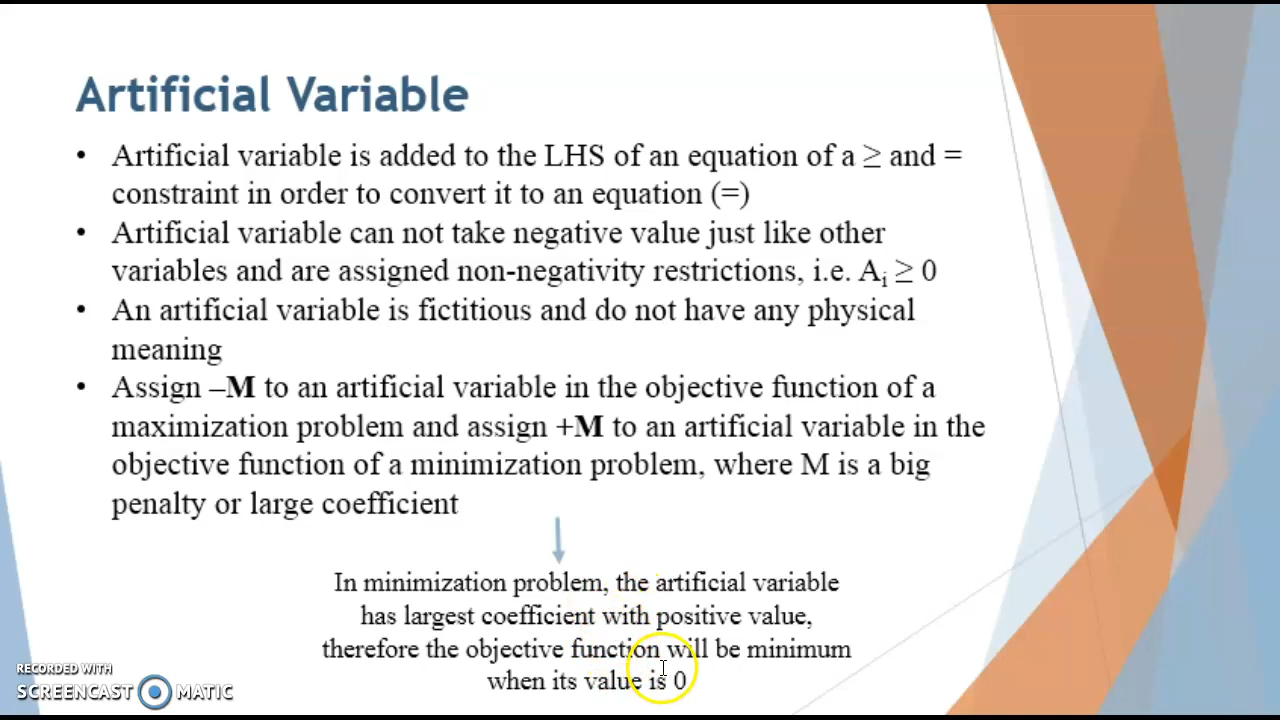 Artificial Variable
• Artificial variable is added to the LHS of an equation of a ≥ and =
constraint in order to convert it to an equation (=)
• Artificial variable can not take negative value just like other
variables and are assigned non-negativity restrictions, i.e. Aᵢ ≥ 0
• An artificial variable is fictitious and do not have any physical
meaning
• Assign –M to an artificial variable in the objective function of a
maximization problem and assign +M to an artificial variable in the
objective function of a minimization problem, where M is a big
penalty or large coefficient
In minimization problem, the artificial variable
has largest coefficient with positive value,
therefore the objective function will be minimum
when its value is 0
RECORDED WITH
SCREENCAST MATIC